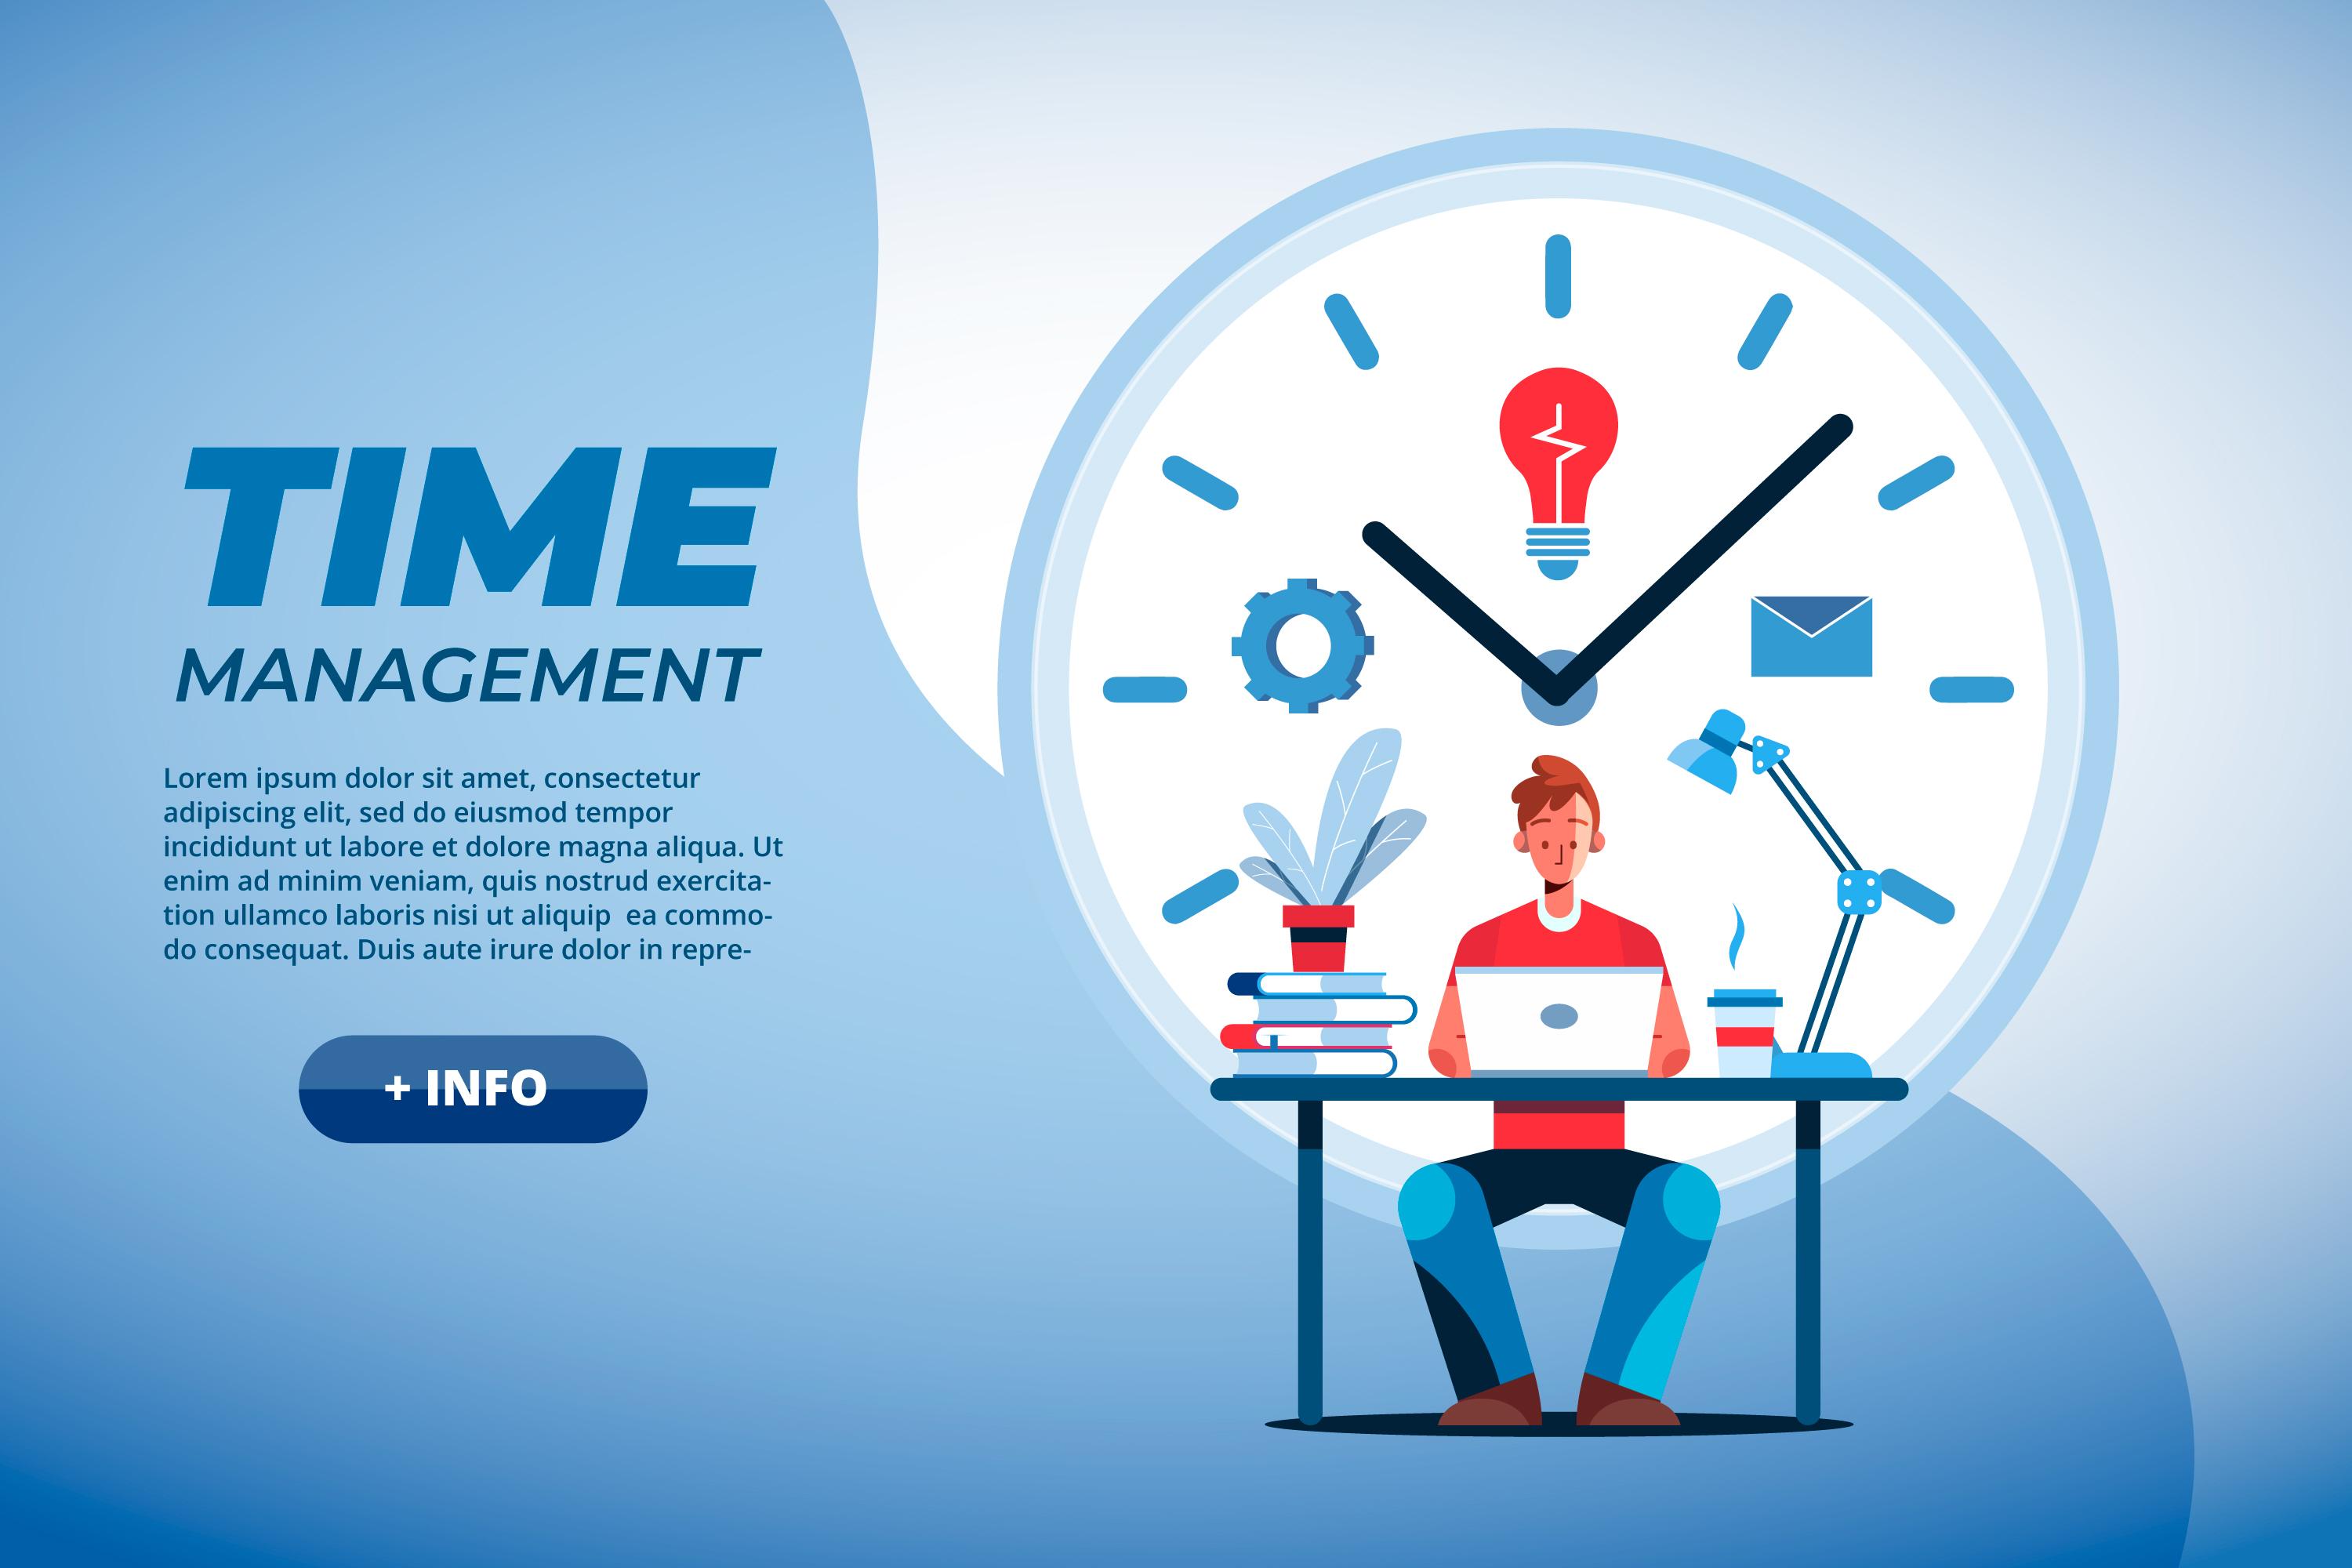 TIME
MANAGEMENT
Lorem ipsum dolor sit amet, consectetur
adipiscing elit, sed do eiusmod tempor
incididunt ut labore et dolore magna aliqua. Ut
enim ad minim veniam, quis nostrud exercita-
tion ullamco laboris nisi ut aliquip  ea commo-
do consequat. Duis aute irure dolor in repre-
+ INFO